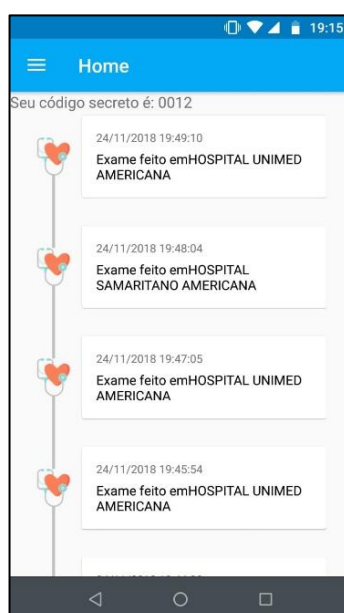 19:15
Home
Seu código secreto é: 0012
24/11/2018 19:49:10
Exame feito emHOSPITAL UNIMED
AMERICANA
24/11/2018 19:48:04
Exame feito emHOSPITAL
SAMARITANO AMERICANA
24/11/2018 19:47:05
Exame feito emHOSPITAL UNIMED
AMERICANA
24/11/2018 19:45:54
Exame feito emHOSPITAL UNIMED
AMERICANA